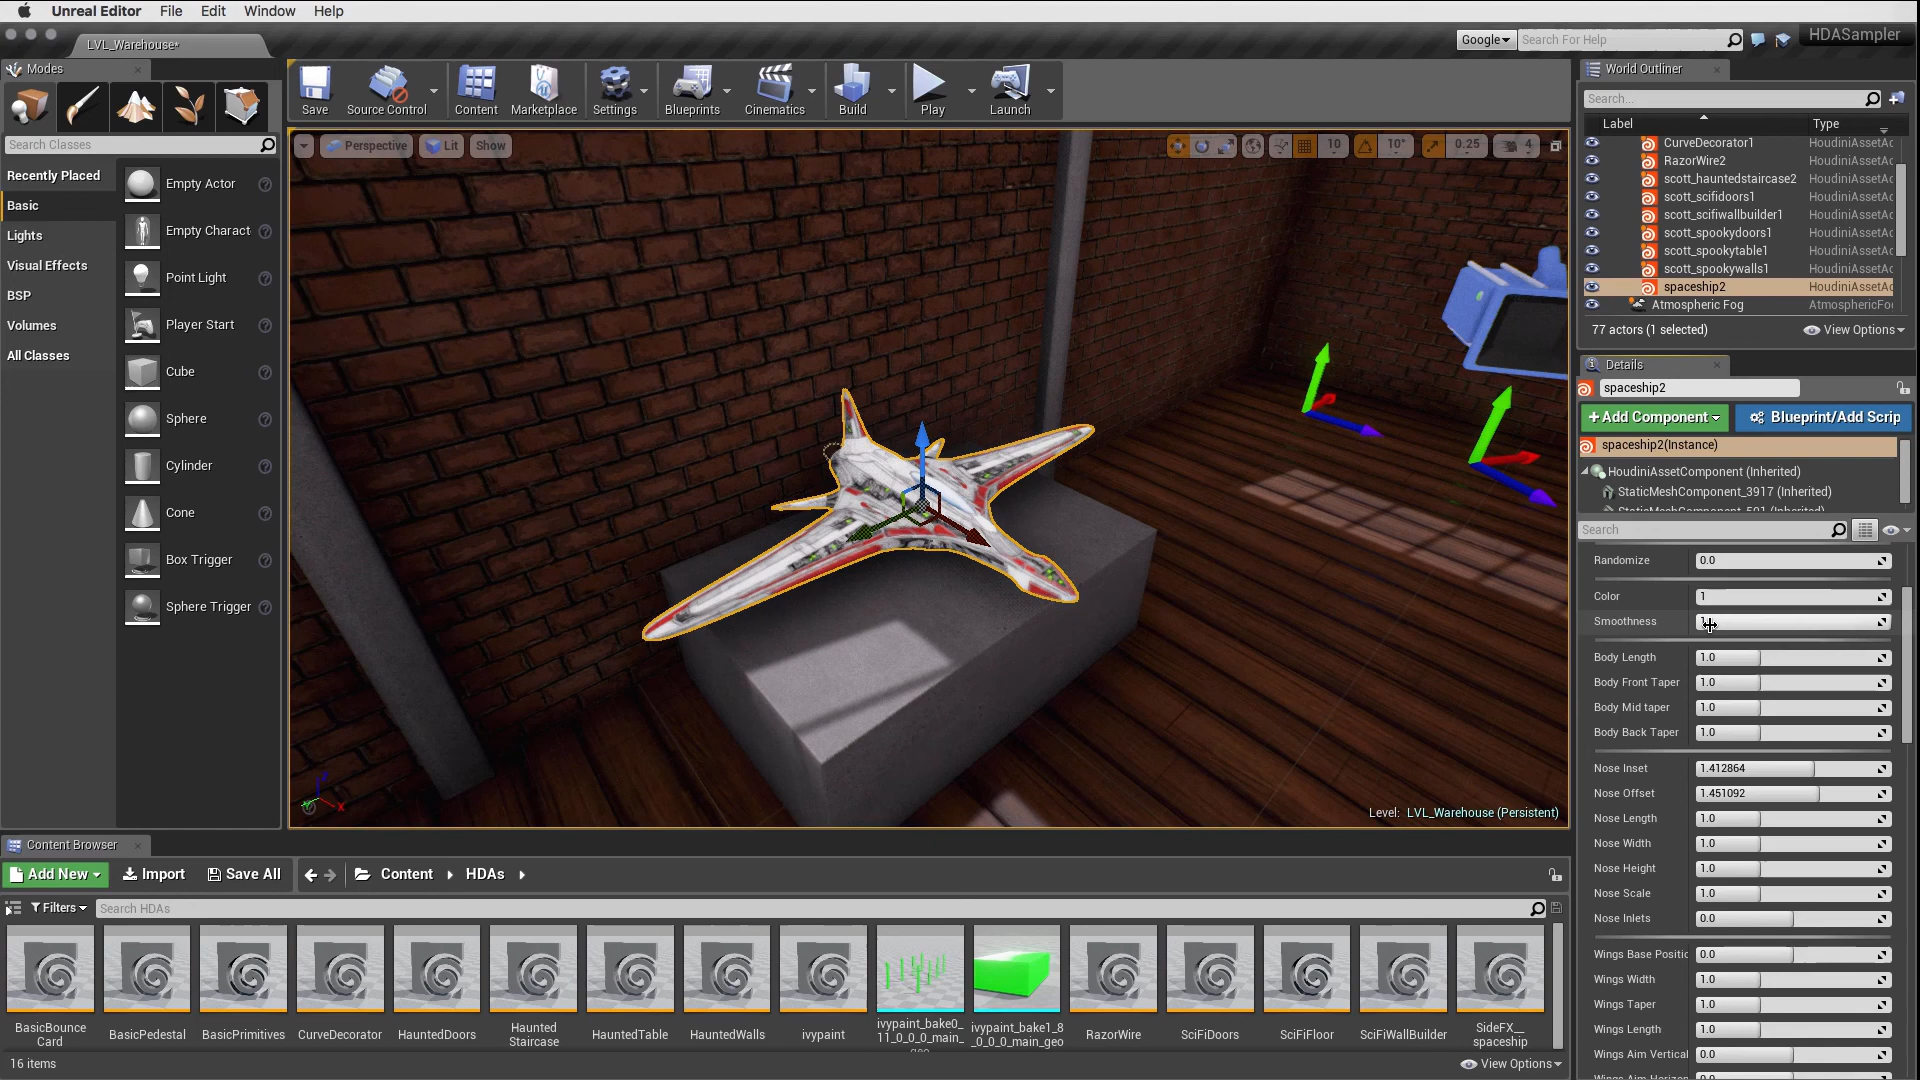 Unreal Editor File Edit Window Help
LVL_Warehouse*
Google Search For Help HDASampler
Modes
Search Classes
Recently Placed
Basic
Lights
Visual Effects
BSP
Volumes
All Classes
Empty Actor
Empty Charact
Point Light
Player Start
Cube
Sphere
Cylinder
Cone
Box Trigger
Sphere Trigger
Save Source Control Content Marketplace Settings Blueprints Cinematics Build Play Launch
Perspective Lit Show 10 10° 0.25 4
Level: LVL_Warehouse (Persistent)
World Outliner
Search...
Label Type
CurveDecorator1 HoudiniAssetAc
RazorWire2 HoudiniAssetAc
scott_hauntedstaircase2 HoudiniAssetAc
scott_scifidoors1 HoudiniAssetAc
scott_scifiwallbuilder1 HoudiniAssetAc
scott_spookydoors1 HoudiniAssetAc
scott_spookytable1 HoudiniAssetAc
scott_spookywalls1 HoudiniAssetAc
spaceship2 HoudiniAssetAc
Atmospheric Fog AtmosphericFo
77 actors (1 selected) View Options
Details
spaceship2
+ Add Component Blueprint/Add Scrip
spaceship2(Instance)
HoudiniAssetComponent (Inherited)
StaticMeshComponent_3917 (Inherited)
StaticMeshComponent_501 (Inherited)
Search
Randomize 0.0
Color 1
Smoothness
Body Length 1.0
Body Front Taper 1.0
Body Mid taper 1.0
Body Back Taper 1.0
Nose Inset 1.412864
Nose Offset 1.451092
Nose Length 1.0
Nose Width 1.0
Nose Height 1.0
Nose Scale 1.0
Nose Inlets 0.0
Wings Base Positic 0.0
Wings Width 1.0
Wings Taper 1.0
Wings Length 1.0
Wings Aim Vertical 0.0
Content Browser
Add New Import Save All Content HDAs
Filters Search HDAs
BasicBounce
Card
BasicPedestal
BasicPrimitives
CurveDecorator
HauntedDoors
Haunted
Staircase
HauntedTable
HauntedWalls
ivypaint
ivypaint_bake0_
11_0_0_0_main_
geo
ivypaint_bake1_8
_0_0_0_main_geo
RazorWire
SciFiDoors
SciFiFloor
SciFiWallBuilder
SideFX__
spaceship
16 items View Options